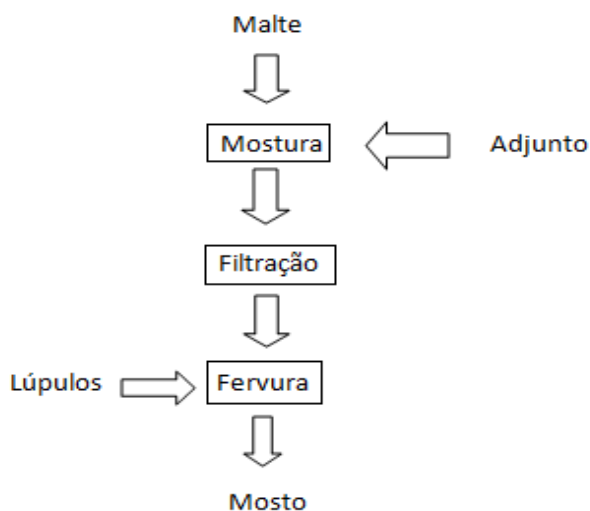 Malte
Mostura
Adjunto
Filtração
Lúpulos
Fervura
Mosto